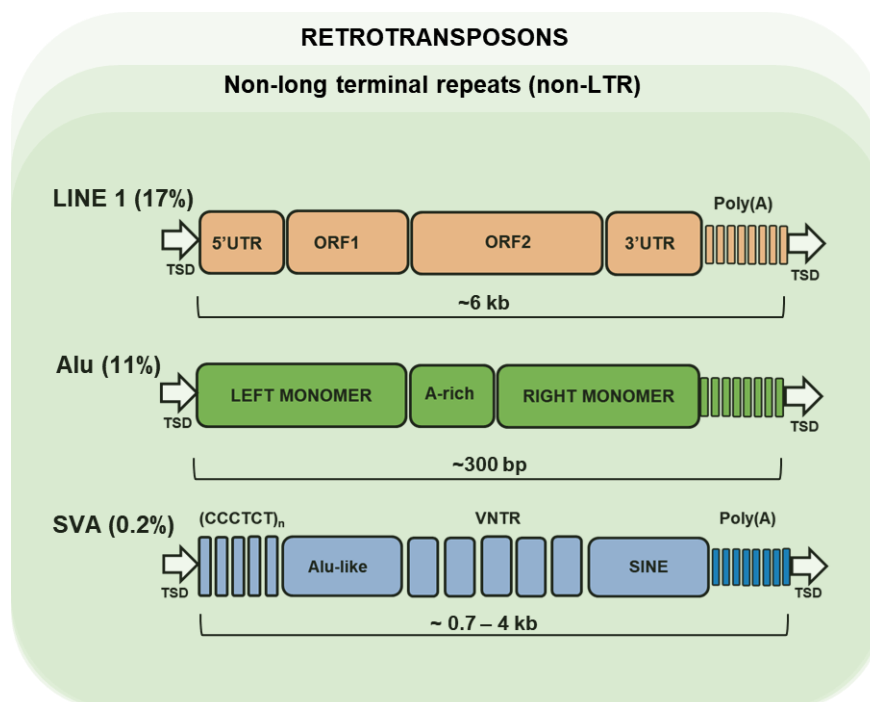 RETROTRANSPOSONS
Non-long terminal repeats (non-LTR)
LINE 1 (17%)
Poly(A)
5’UTR ORF1 ORF2 3’UTR
TSD TSD
~6 kb
Alu (11%)
LEFT MONOMER A-rich RIGHT MONOMER
TSD TSD
~300 bp
SVA (0.2%) (CCCTCT)n VNTR Poly(A)
Alu-like SINE
TSD TSD
~ 0.7 – 4 kb